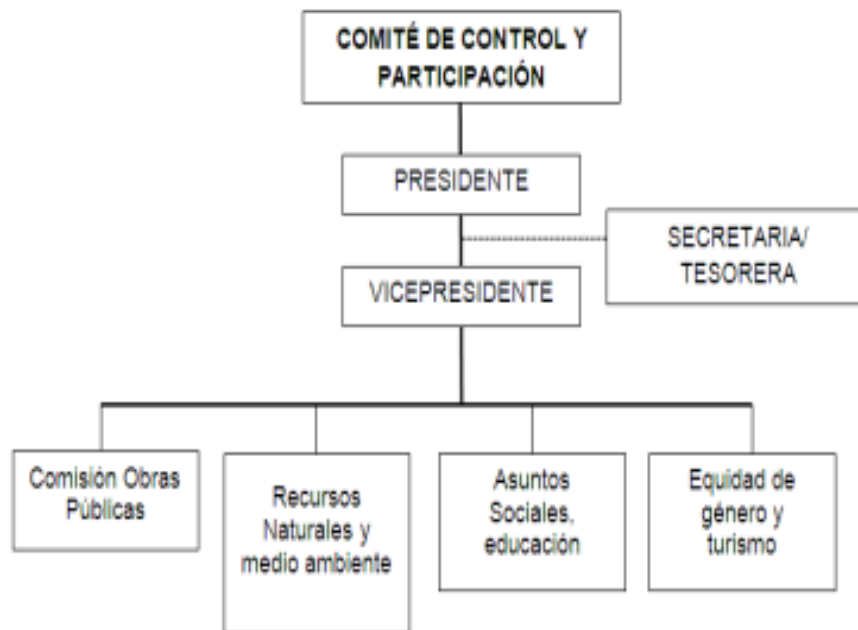 COMITÉ DE CONTROL Y
PARTICIPACIÓN
PRESIDENTE
SECRETARIA/
TESORERA
VICEPRESIDENTE
Comisión Obras
Públicas
Recursos
Naturales y
medio ambiente
Asuntos
Sociales,
educación
Equidad de
género y
turismo